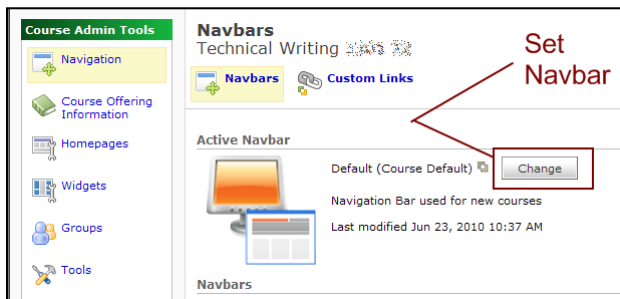 Course Admin Tools
Navigation
Course Offering
Information
Homepages
Widgets
Groups
Tools
Navbars
Technical Writing
Navbars
Custom Links
Set
Navbar
Active Navbar
Default (Course Default)
Change
Navigation Bar used for new courses
Last modified Jun 23, 2010 10:37 AM
Navbars